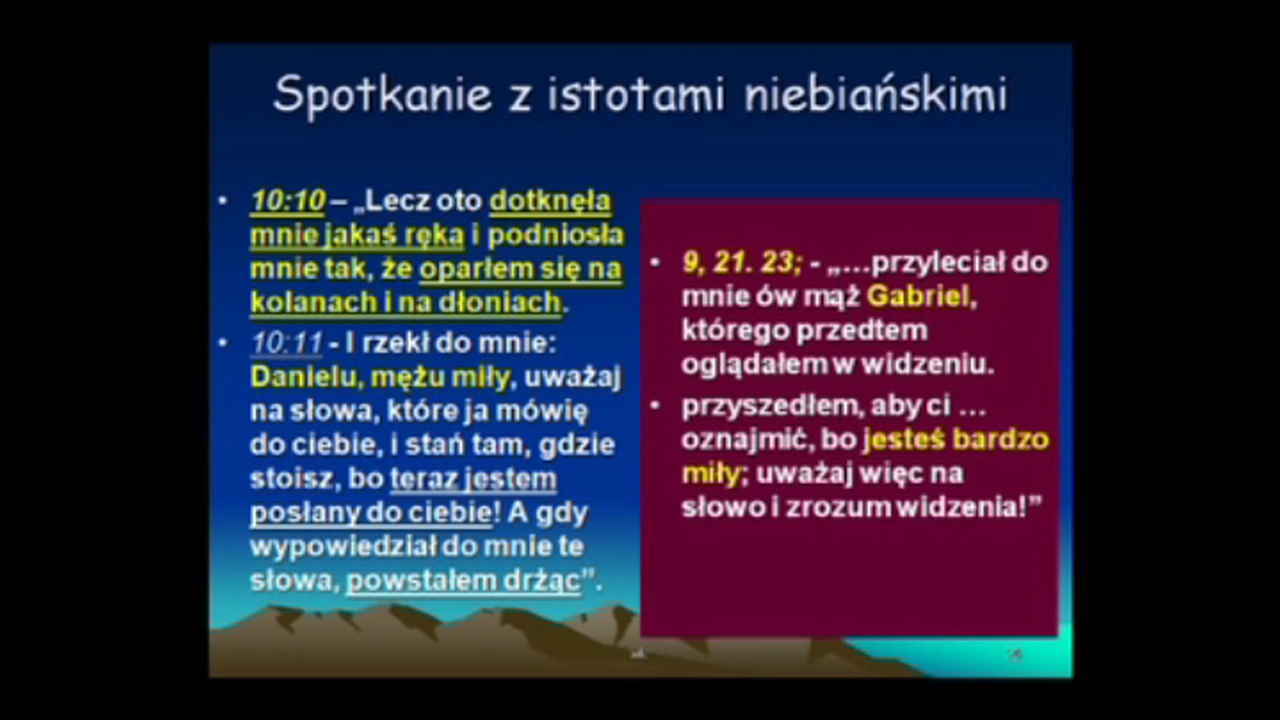 Spotkanie z istotami niebiańskimi
• 10:10 – „Lecz oto dotknęła
mnie jakaś ręka i podniosła
mnie tak, że oparłem się na
kolanach i na dłoniach.
• 10:11 - I rzekł do mnie:
Danielu, mężu miły, uważaj
na słowa, które ja mówię
do ciebie, i stań tam, gdzie
stoisz, bo teraz jestem
posłany do ciebie! A gdy
wypowiedział do mnie te
słowa, powstałem drżąc”.
• 9, 21. 23; - „…przyleciał do
mnie ów mąż Gabriel,
którego przedtem
oglądałem w widzeniu.
• przyszedłem, aby ci …
oznajmić, bo jesteś bardzo
miły; uważaj więc na
słowo i zrozum widzenia!”